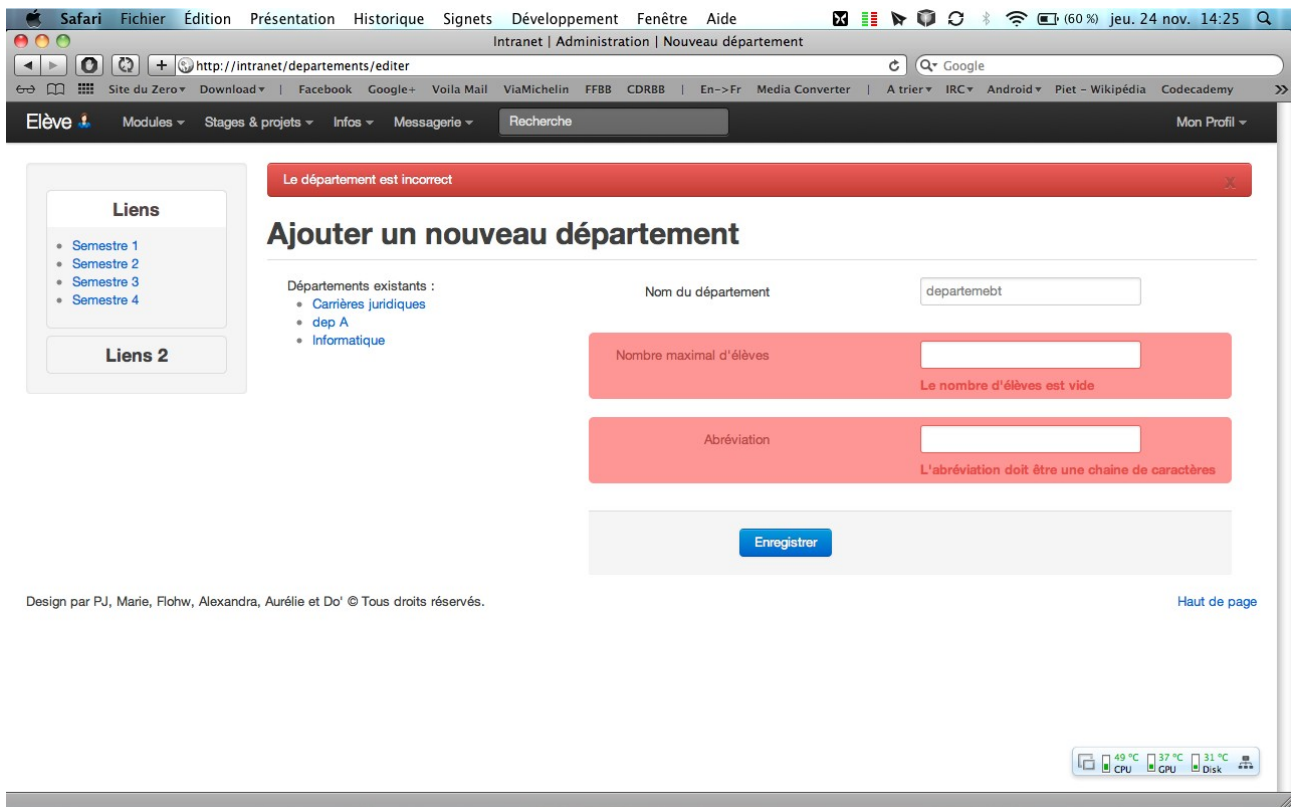 Safari Fichier Édition Présentation Historique Signets Développement Fenêtre Aide (60 %) jeu. 24 nov. 14:25
Intranet | Administration | Nouveau département
http://intranet/departements/editer Google
Site du Zero Download | Facebook Google+ Voila Mail ViaMichelin FFBB CDRBB | En->Fr Media Converter | A trier IRC Android Piet - Wikipédia Codecademy >>
Elève Modules Stages & projets Infos Messagerie Recherche Mon Profil
Le département est incorrect x
Liens
Semestre 1
Semestre 2
Semestre 3
Semestre 4
Liens 2
Ajouter un nouveau département
Départements existants :
Carrières juridiques
dep A
Informatique
Nom du département departemebt
Nombre maximal d'élèves
Le nombre d'élèves est vide
Abréviation
L'abréviation doit être une chaine de caractères
Enregistrer
Design par PJ, Marie, Flohw, Alexandra, Aurélie et Do' © Tous droits réservés. Haut de page
49 °C 37 °C 31 °C
CPU GPU Disk